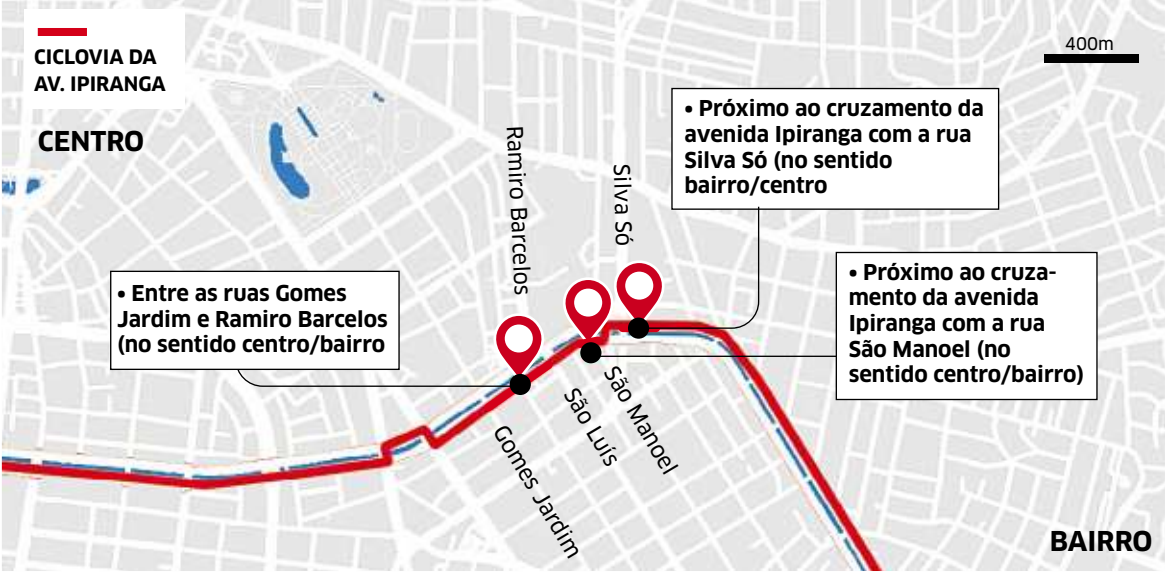 CICLOVIA DA
AV. IPIRANGA
CENTRO
400m
• Próximo ao cruzamento da
avenida Ipiranga com a rua
Silva Só (no sentido
bairro/centro
Ramiro Barcelos
Silva Só
• Próximo ao cruza-
mento da avenida
Ipiranga com a rua
São Manoel (no
sentido centro/bairro)
• Entre as ruas Gomes
Jardim e Ramiro Barcelos
(no sentido centro/bairro
São Manoel
São Luís
Gomes Jardim
BAIRRO